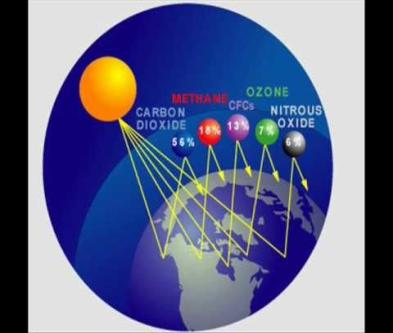 METHANE
CARBON
DIOXIDE
CFCs
OZONE
NITROUS
OXIDE
56%
18%
13%
7%
6%